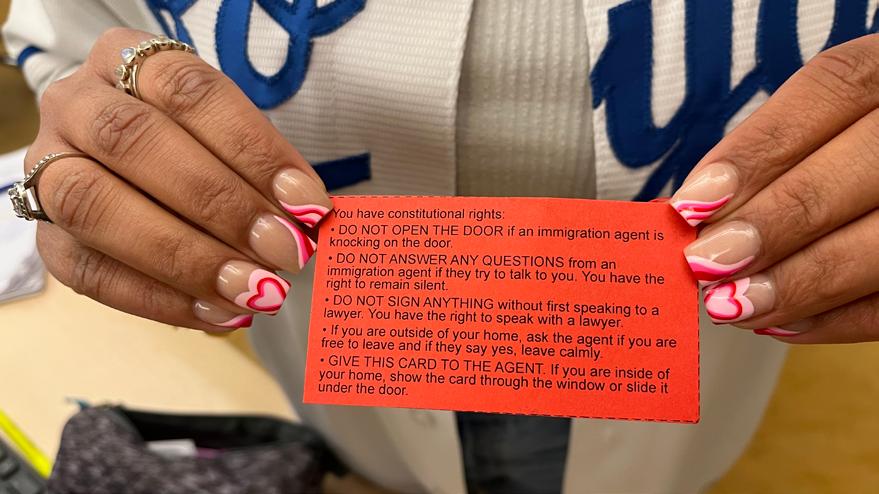 You have constitutional rights:
• DO NOT OPEN THE DOOR if an immigration agent is
knocking on the door.
• DO NOT ANSWER ANY QUESTIONS from an
immigration agent if they try to talk to you. You have the
right to remain silent.
• DO NOT SIGN ANYTHING without first speaking to a
lawyer. You have the right to speak with a lawyer.
• If you are outside of your home, ask the agent if you are
free to leave and if they say yes, leave calmly.
• GIVE THIS CARD TO THE AGENT. If you are inside of
your home, show the card through the window or slide it
under the door.